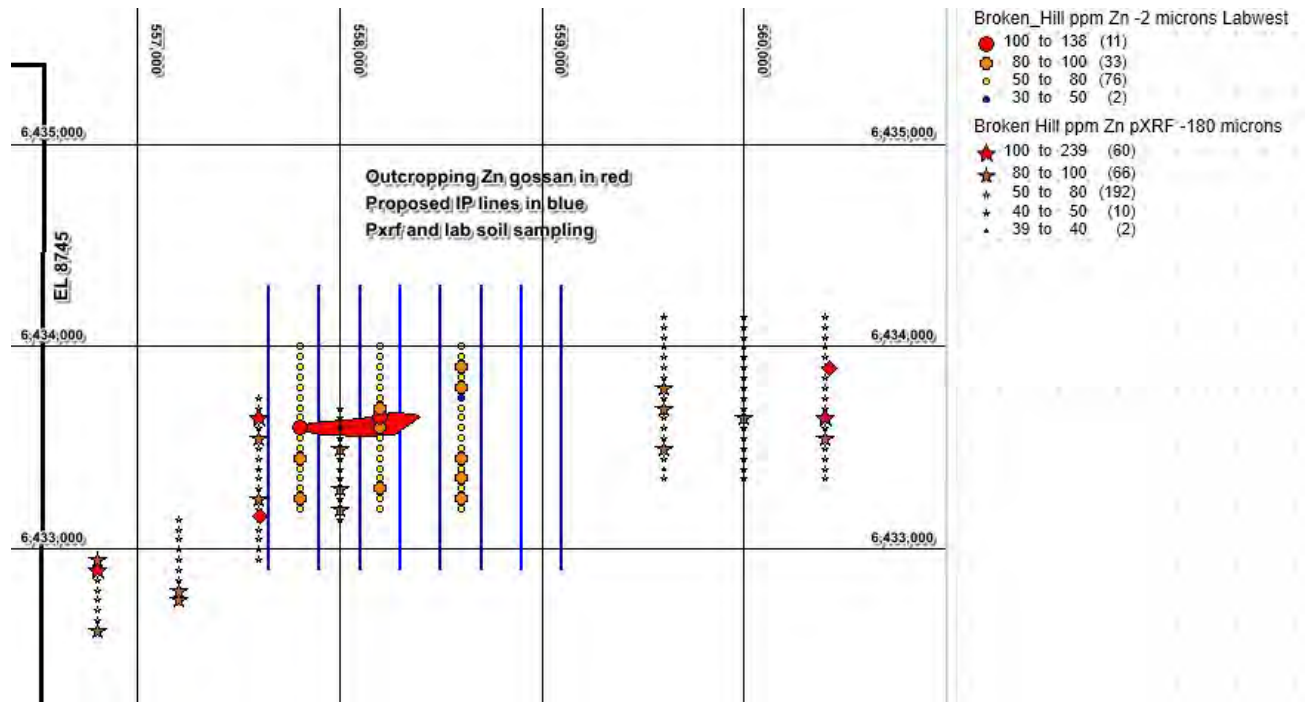 557,000
558,000
559,000
560,000
Broken_Hill ppm Zn -2 microns Labwest
100 to 138 (11)
80 to 100 (33)
50 to 80 (76)
30 to 50 (2)
Broken Hill ppm Zn pXRF -180 microns
100 to 239 (60)
80 to 100 (66)
50 to 80 (192)
40 to 50 (10)
39 to 40 (2)
6,435,000
6,435,000
Outcropping Zn gossan in red
Proposed IP lines in blue
Pxrf and lab soil sampling
EL 8745
6,434,000
6,434,000
6,433,000
6,433,000